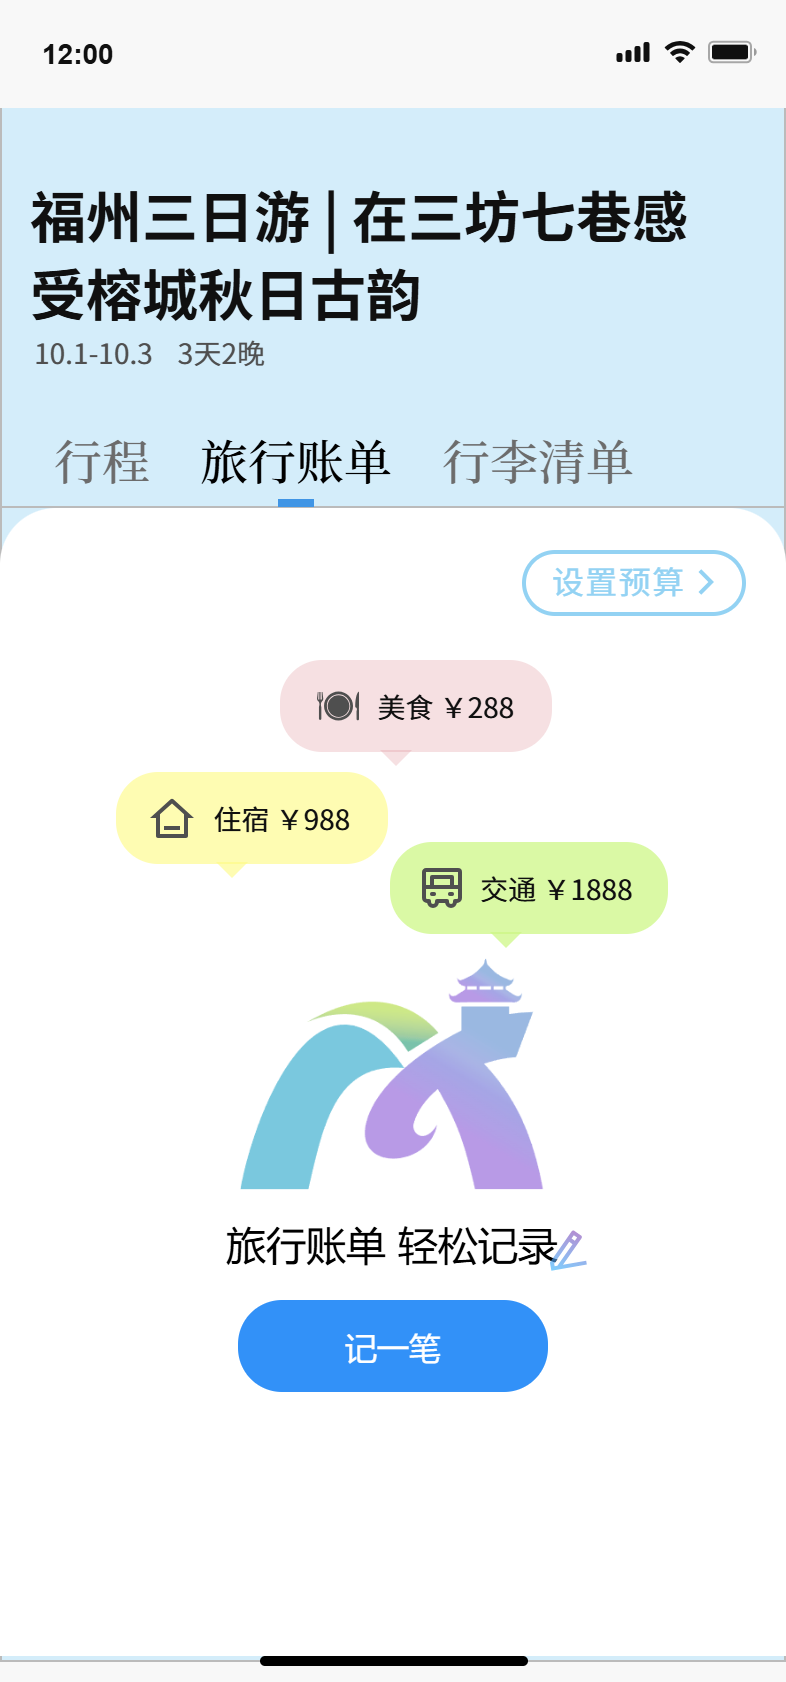 12:00
福州三日游 | 在三坊七巷感
受榕城秋日古韵
10.1-10.3 3天2晚
行程 旅行账单 行李清单
设置预算
美食 ￥288
住宿 ￥988
交通 ￥1888
旅行账单 轻松记录
记一笔